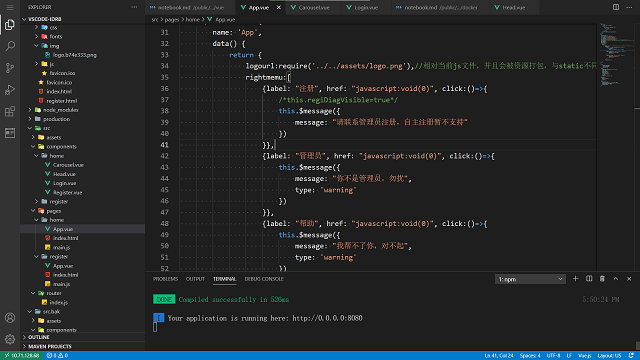 EXPLORER
notebook.md /public/...vue
App.vue
Carousel.vue
Login.vue
notebook.md /public/.../docker
Head.vue
VSCODE-IDRB
src > pages > home > App.vue
css
fonts
img
logo.b74e333.png
js
favicon.ico
favicon.ico
index.html
register.html
node_modules
production
src
assets
components
home
Carousel.vue
Head.vue
Login.vue
Register.vue
register
pages
home
App.vue
index.html
main.js
register
App.vue
index.html
main.js
router
index.js
src.bak
assets
components
OUTLINE
MAVEN PROJECTS
31 name: 'App',
32 data() {
33 return {
34 logourl:require('../../assets/logo.png'),//相对当前js文件, 并且会被资源打包, 与static不同
35 rightmemu:[
36 {label: "注册", href: "javascript:void(0)", click:()=>{
37 /*this.regiDiagVisible=true*/
38 this.$message({
39 message: "请联系管理员注册, 自主注册暂不支持"
40 })
41 }},
42 {label: "管理员", href: "javascript:void(0)", click:()=>{
43 this.$message({
44 message: "你不是管理员, 勿扰",
45 type: 'warning'
46 })
47 }},
48 {label: "帮助", href: "javascript:void(0)", click:()=>{
49 this.$message({
50 message: "我帮不了你, 对不起",
51 type: 'warning'
52 })
PROBLEMS OUTPUT TERMINAL DEBUG CONSOLE
1: npm
DONE Compiled successfully in 526ms 5:50:24 PM
I Your application is running here: http://0.0.0.0:8080
10.71.128.68 0 0 Ln 41, Col 24 Spaces: 4 UTF-8 LF Vue.js Layout: US